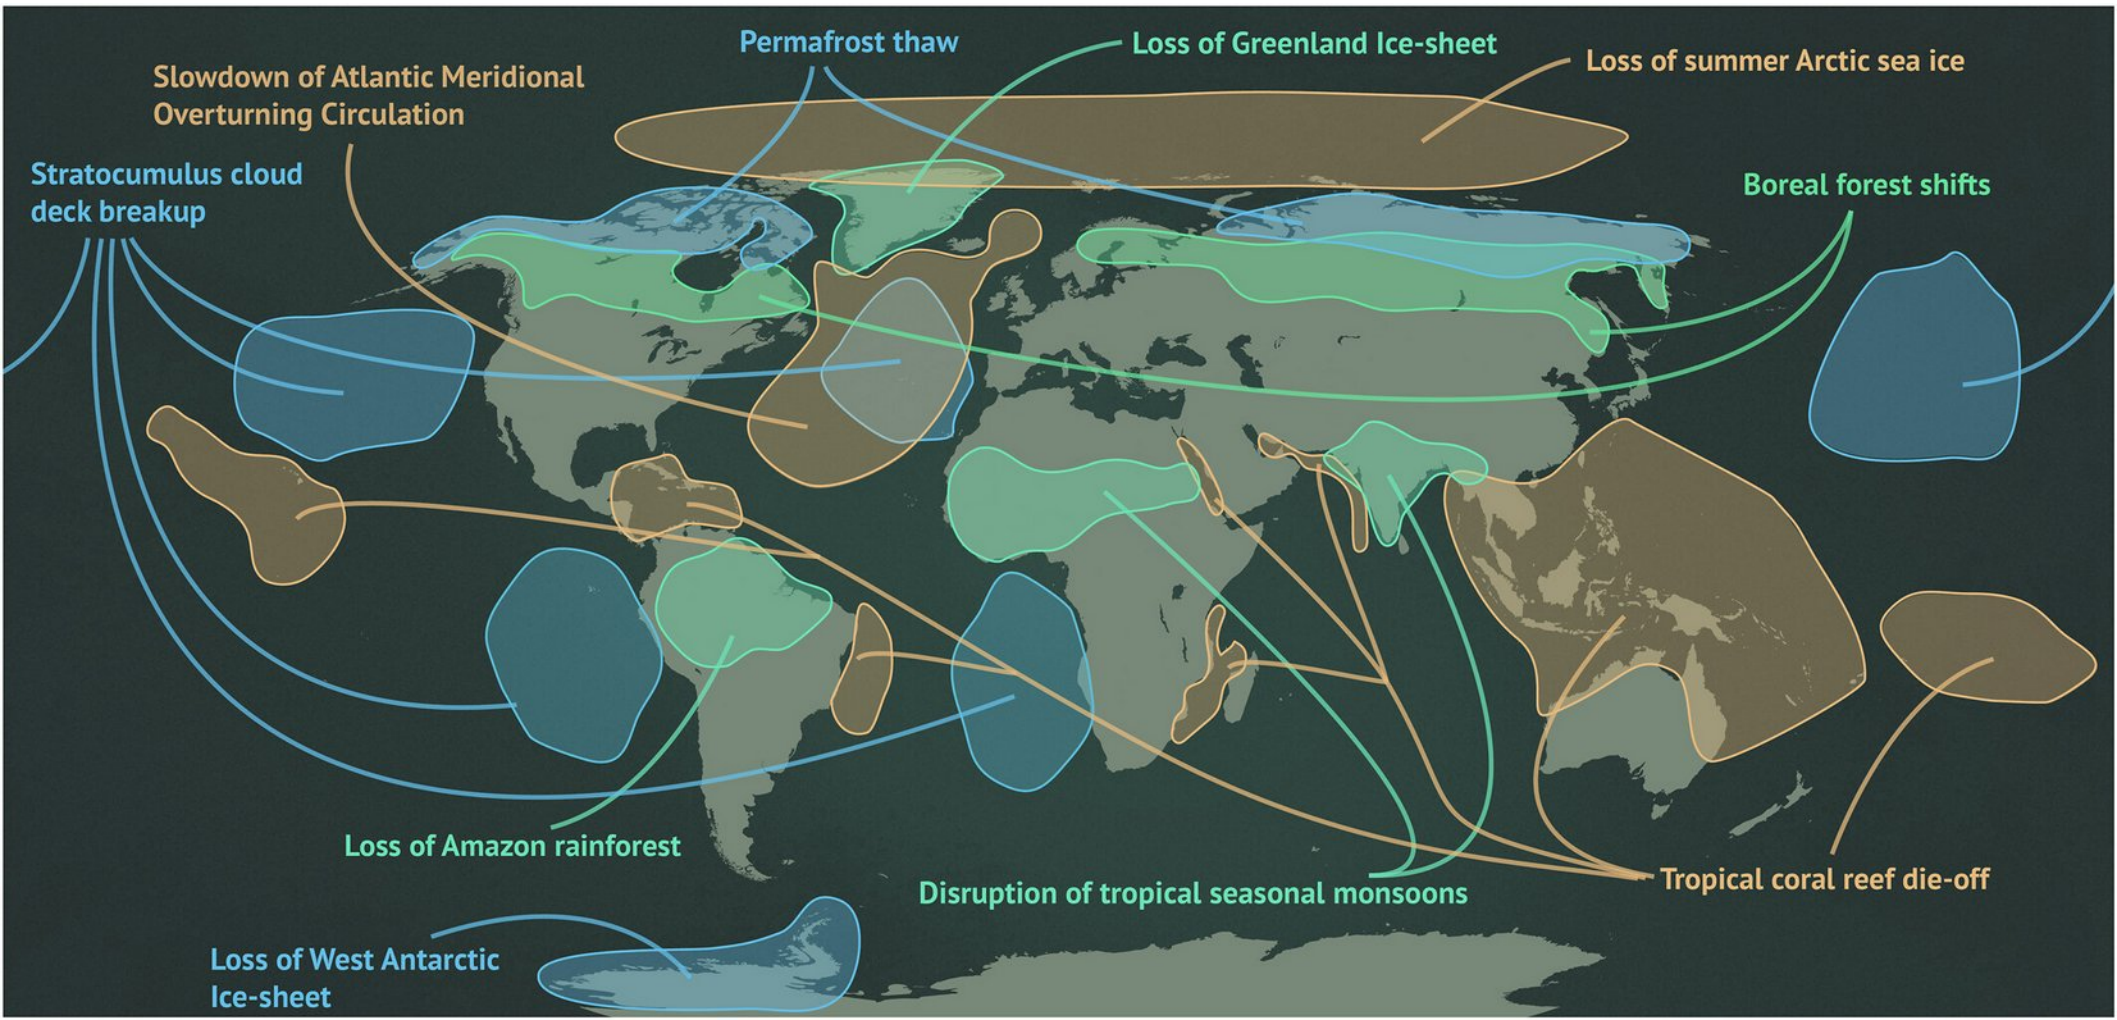 Permafrost thaw
Loss of Greenland Ice-sheet
Loss of summer Arctic sea ice
Slowdown of Atlantic Meridional
Overturning Circulation
Stratocumulus cloud
deck breakup
Boreal forest shifts
Loss of Amazon rainforest
Disruption of tropical seasonal monsoons
Tropical coral reef die-off
Loss of West Antarctic
Ice-sheet